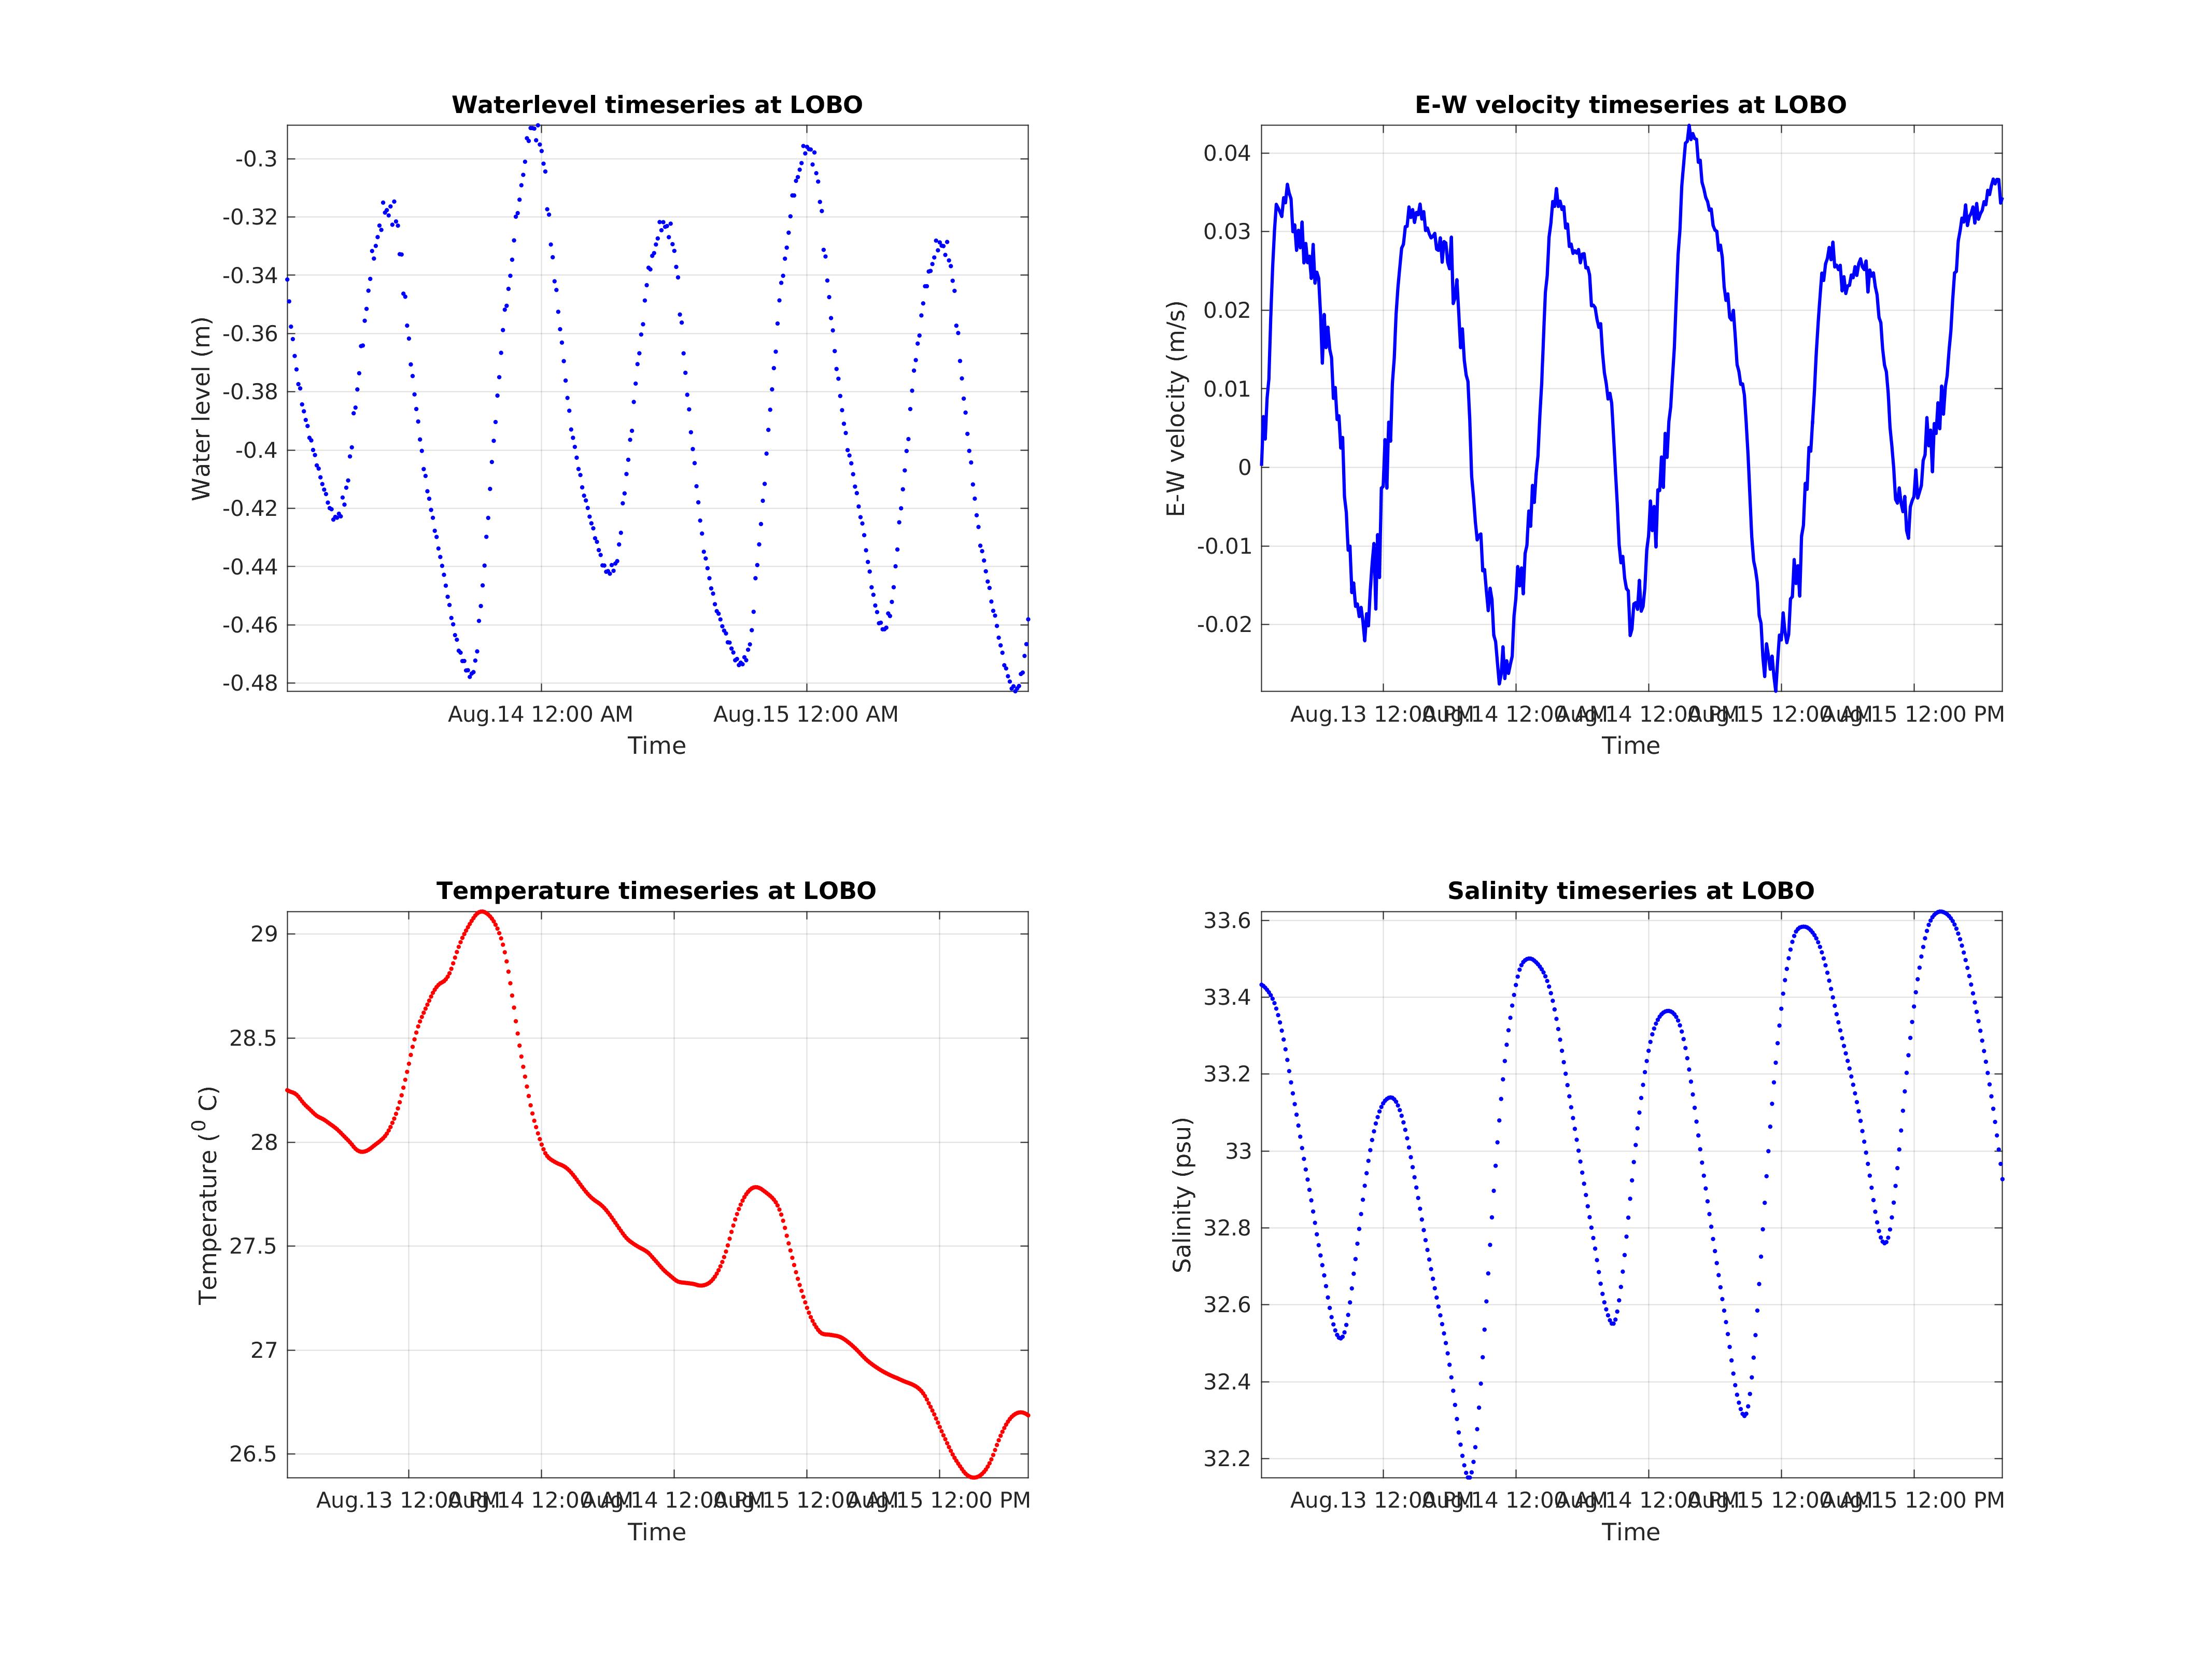 Waterlevel timeseries at LOBO
Water level (m)
-0.3
-0.32
-0.34
-0.36
-0.38
-0.4
-0.42
-0.44
-0.46
-0.48
Aug.14 12:00 AM Aug.15 12:00 AM
Time
E-W velocity timeseries at LOBO
E-W velocity (m/s)
0.04
0.03
0.02
0.01
0
-0.01
-0.02
Aug.13 12:00 PM Aug.14 12:00 AM Aug.14 12:00 PM Aug.15 12:00 AM Aug.15 12:00 PM
Time
Temperature timeseries at LOBO
Temperature (⁰ C)
29
28.5
28
27.5
27
26.5
Aug.13 12:00 PM Aug.14 12:00 AM Aug.14 12:00 PM Aug.15 12:00 AM Aug.15 12:00 PM
Time
Salinity timeseries at LOBO
Salinity (psu)
33.6
33.4
33.2
33
32.8
32.6
32.4
32.2
Aug.13 12:00 PM Aug.14 12:00 AM Aug.14 12:00 PM Aug.15 12:00 AM Aug.15 12:00 PM
Time